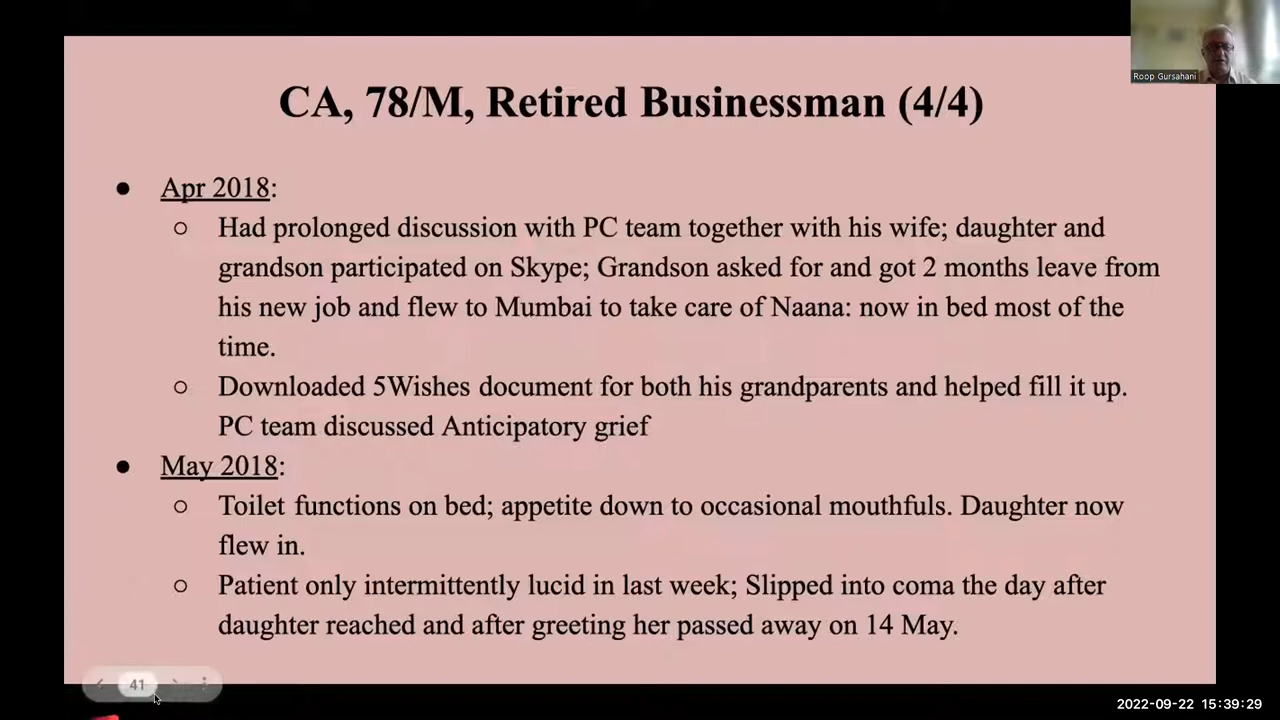 Roop Gursahani
CA, 78/M, Retired Businessman (4/4)
● Apr 2018:
○ Had prolonged discussion with PC team together with his wife; daughter and
grandson participated on Skype; Grandson asked for and got 2 months leave from
his new job and flew to Mumbai to take care of Naana: now in bed most of the
time.
○ Downloaded 5Wishes document for both his grandparents and helped fill it up.
PC team discussed Anticipatory grief
● May 2018:
○ Toilet functions on bed; appetite down to occasional mouthfuls. Daughter now
flew in.
○ Patient only intermittently lucid in last week; Slipped into coma the day after
daughter reached and after greeting her passed away on 14 May.
41
2022-09-22 15:39:29